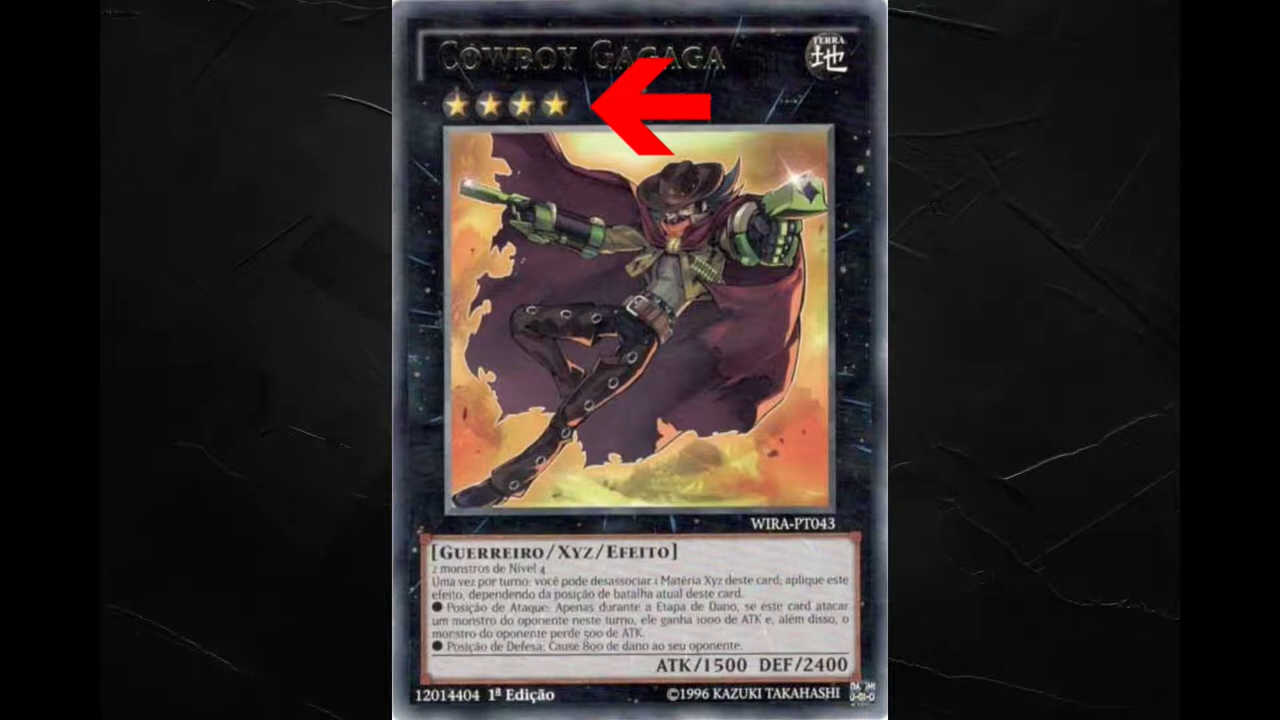 Cowboy Gagaga
TERRA
地
WIRA-PT043
[Guerreiro/Xyz/Efeito]
2 monstros de Nível 4
Uma vez por turno: você pode desassociar 1 Matéria Xyz deste card; aplique este
efeito, dependendo da posição de batalha atual deste card.
● Posição de Ataque: Apenas durante a Etapa de Dano, se este card atacar
um monstro do oponente neste turno, ele ganha 1000 de ATK e, além disso, o
monstro do oponente perde 500 de ATK.
● Posição de Defesa: Cause 800 de dano ao seu oponente.
ATK/1500 DEF/2400
12014404 1ª Edição
©1996 KAZUKI TAKAHASHI